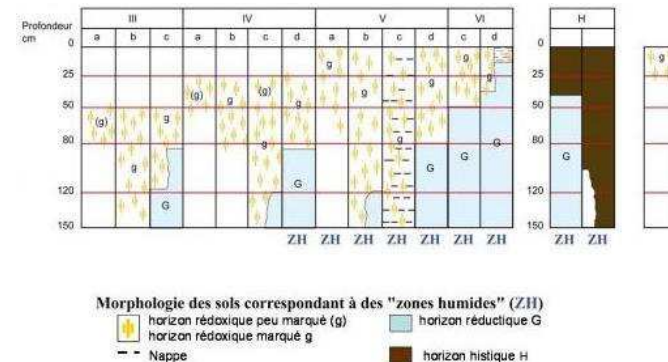 III IV V VI H
Profondeur
cm
a b c a b c d a b c d c d
0 0
g g g
g
25 25
g
(g) b (g) g g
50 50
(g) g g
80 g g 80
g G G G G
G
120 120
G
150 150
ZH ZH ZH ZH ZH ZH ZH ZH ZH
Morphologie des sols correspondant à des "zones humides" (ZH)
horizon rédoxique peu marqué (g) horizon réductique G
horizon rédoxique marqué g
Nappe horizon histique H